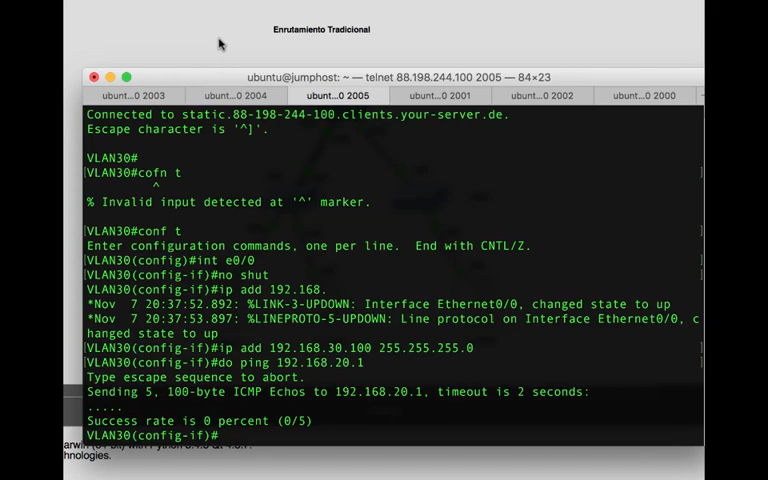 Enrutamiento Tradicional
ubuntu@jumphost: ~ — telnet 88.198.244.100 2005 — 84×23
ubunt...0 2003
ubunt...0 2004
ubunt...0 2005
ubunt...0 2001
ubunt...0 2002
ubunt...0 2000
Connected to static.88-198-244-100.clients.your-server.de.
Escape character is '^]'.
VLAN30#
VLAN30#cofn t
^
% Invalid input detected at '^' marker.
VLAN30#conf t
Enter configuration commands, one per line.  End with CNTL/Z.
VLAN30(config)#int e0/0
VLAN30(config-if)#no shut
VLAN30(config-if)#ip add 192.168.
*Nov  7 20:37:52.892: %LINK-3-UPDOWN: Interface Ethernet0/0, changed state to up
*Nov  7 20:37:53.897: %LINEPROTO-5-UPDOWN: Line protocol on Interface Ethernet0/0, c
hanged state to up
VLAN30(config-if)#ip add 192.168.30.100 255.255.255.0
VLAN30(config-if)#do ping 192.168.20.1
Type escape sequence to abort.
Sending 5, 100-byte ICMP Echos to 192.168.20.1, timeout is 2 seconds:
.....
Success rate is 0 percent (0/5)
VLAN30(config-if)#
hnologies.